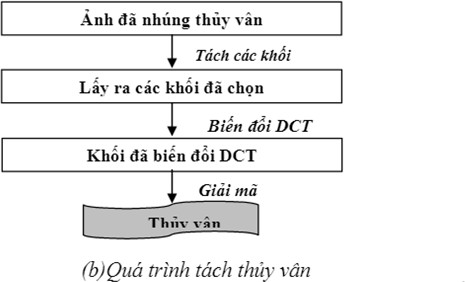 Ảnh đã nhúng thủy vân
Tách các khối
Lấy ra các khối đã chọn
Biến đổi DCT
Khối đã biến đổi DCT
Giải mã
Thủy vân
(b)Quá trình tách thủy vân